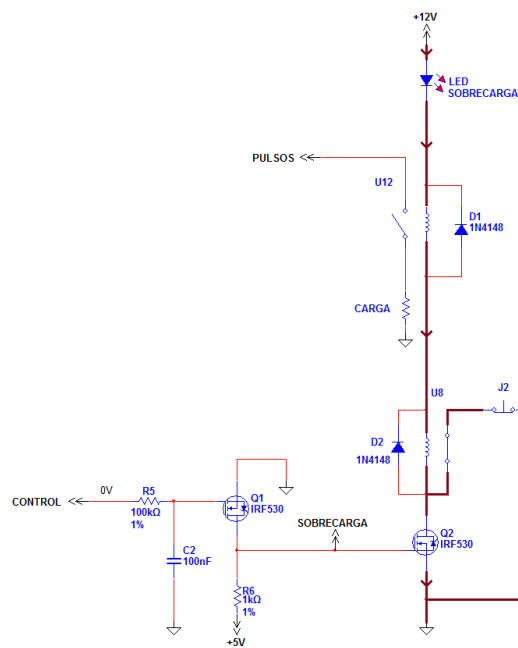 +12V
LED
SOBRECARGA
PULSOS
U12
D1
1N4148
CARGA
U8
J2
D2
1N4148
0V
CONTROL
R5
100kΩ
1%
Q1
IRF530
SOBRECARGA
Q2
IRF530
C2
100nF
R6
1kΩ
1%
+5V